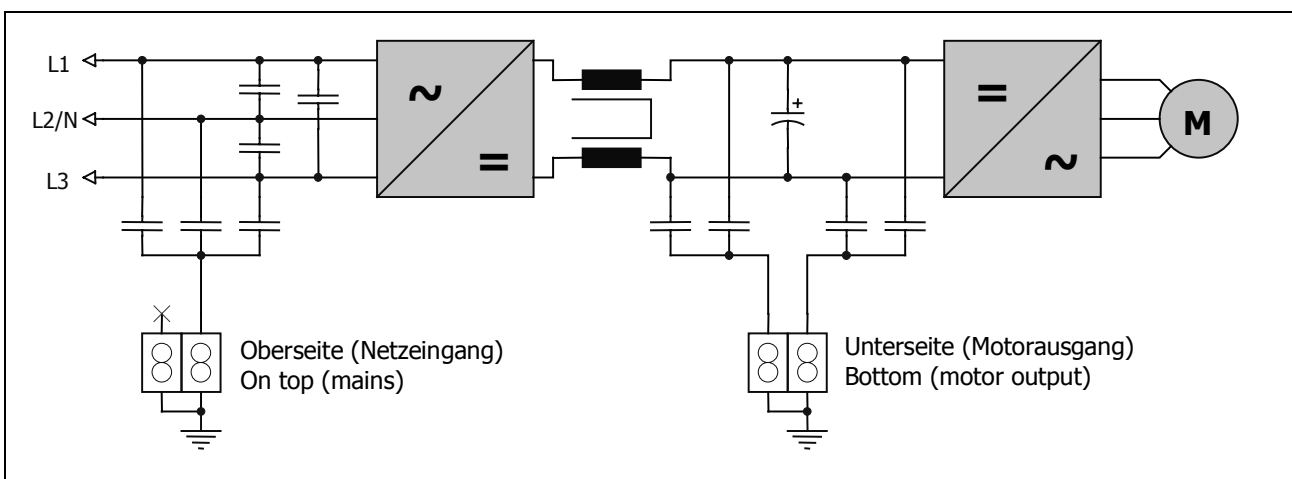 L1
L2/N
L3
~
=
+
=
~
M
Oberseite (Netzeingang)
On top (mains)
Unterseite (Motorausgang)
Bottom (motor output)